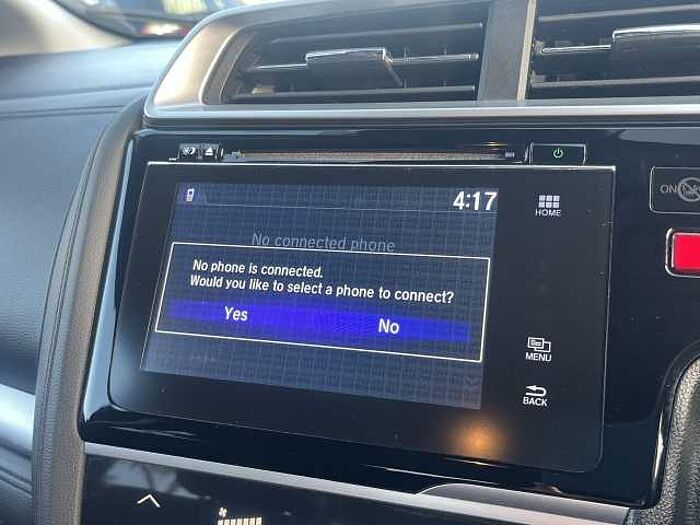 4:17
HOME
ON
No connected phone
No phone is connected.
Would you like to select a phone to connect?
Yes No
MENU
BACK